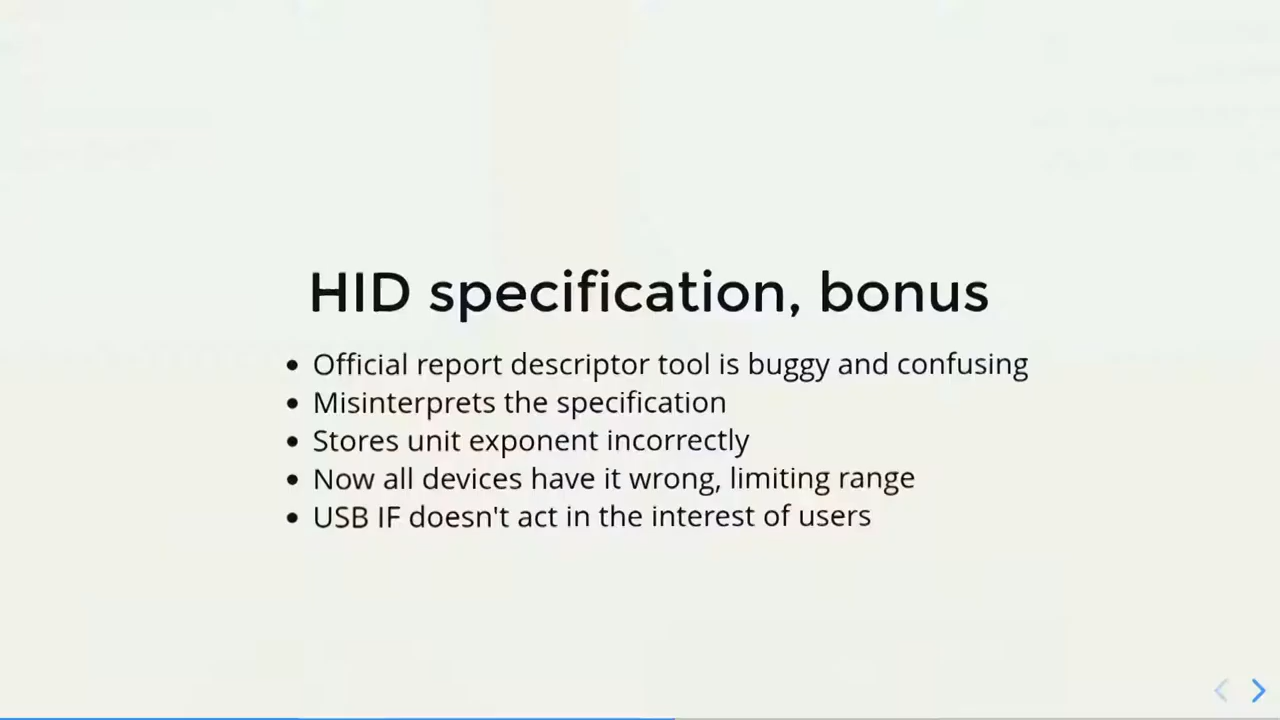 HID specification, bonus
Official report descriptor tool is buggy and confusing
Misinterprets the specification
Stores unit exponent incorrectly
Now all devices have it wrong, limiting range
USB IF doesn't act in the interest of users